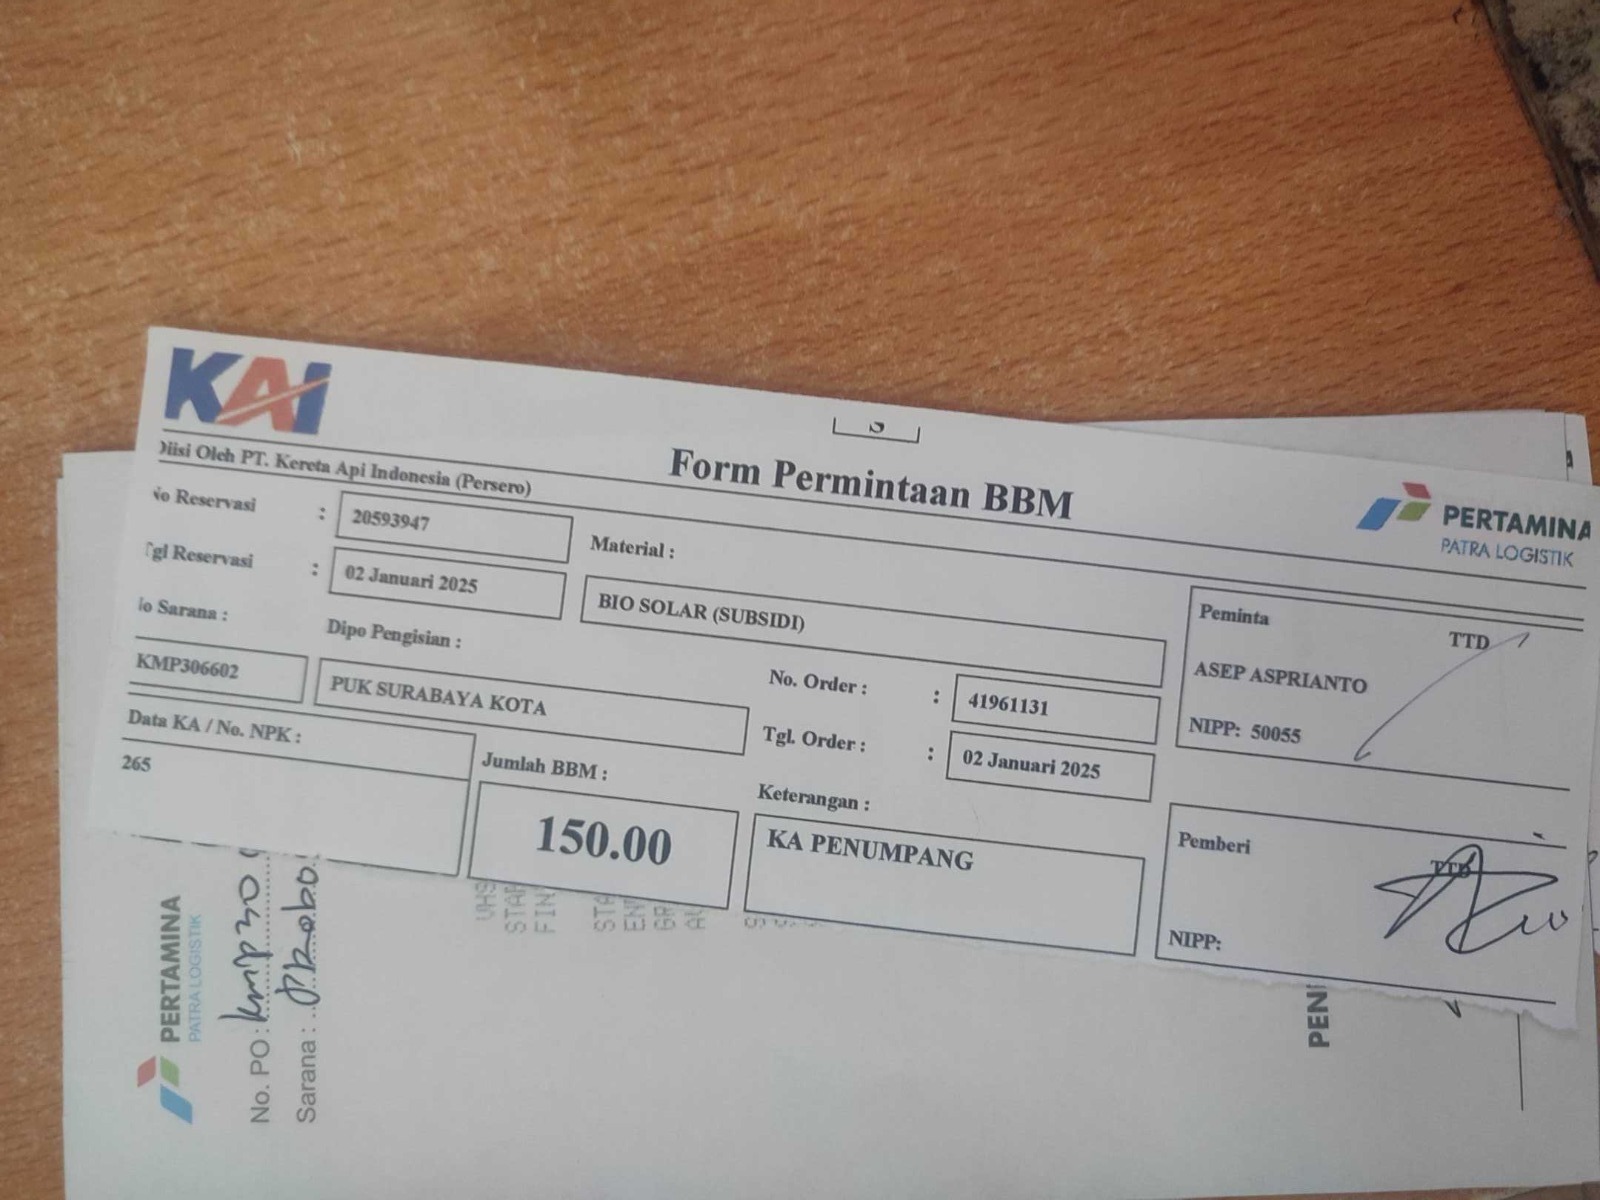 KAI
Form Permintaan BBM
PERTAMINA
PATRA LOGISTIK
Diisi Oleh PT. Kereta Api Indonesia (Persero)
No Reservasi : 20593947
Tgl Reservasi : 02 Januari 2025
No Sarana :
KMP306602
Dipo Pengisian :
PUK SURABAYA KOTA
Material :
BIO SOLAR (SUBSIDI)
No. Order : 41961131
Tgl. Order : 02 Januari 2025
Data KA / No. NPK :
265
Jumlah BBM :
150.00
Keterangan :
KA PENUMPANG
Peminta TTD
ASEP ASPRIANTO
NIPP: 50055
Pemberi
TTD
NIPP:
PERTAMINA
PATRA LOGISTIK
No. PO : kmp30
Sarana :
PEN